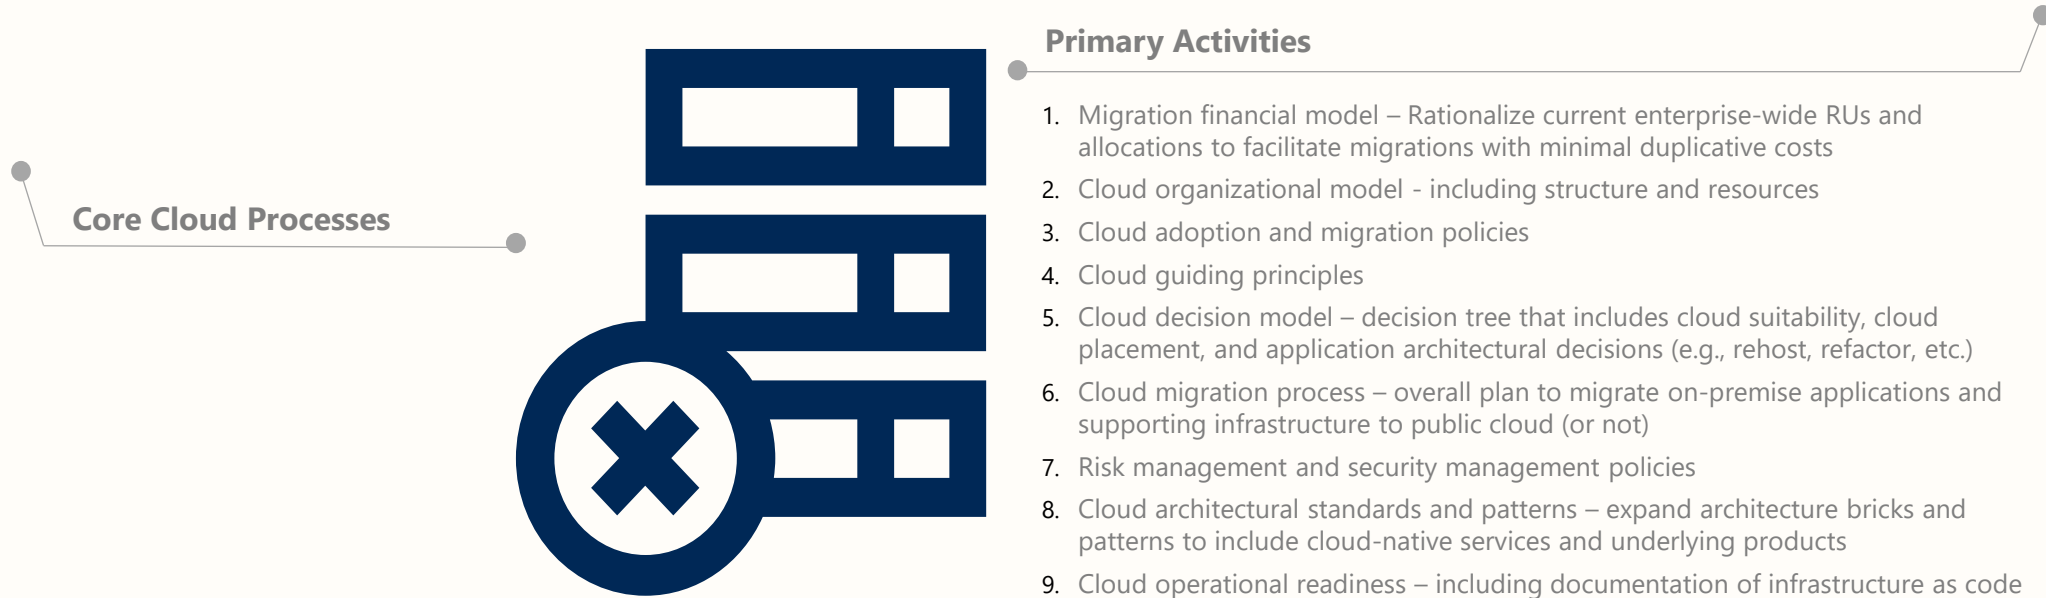 Primary Activities
Core Cloud Processes
1. Migration financial model – Rationalize current enterprise-wide RUs and
allocations to facilitate migrations with minimal duplicative costs
2. Cloud organizational model - including structure and resources
3. Cloud adoption and migration policies
4. Cloud guiding principles
5. Cloud decision model – decision tree that includes cloud suitability, cloud
placement, and application architectural decisions (e.g., rehost, refactor, etc.)
6. Cloud migration process – overall plan to migrate on-premise applications and
supporting infrastructure to public cloud (or not)
7. Risk management and security management policies
8. Cloud architectural standards and patterns – expand architecture bricks and
patterns to include cloud-native services and underlying products
9. Cloud operational readiness – including documentation of infrastructure as code